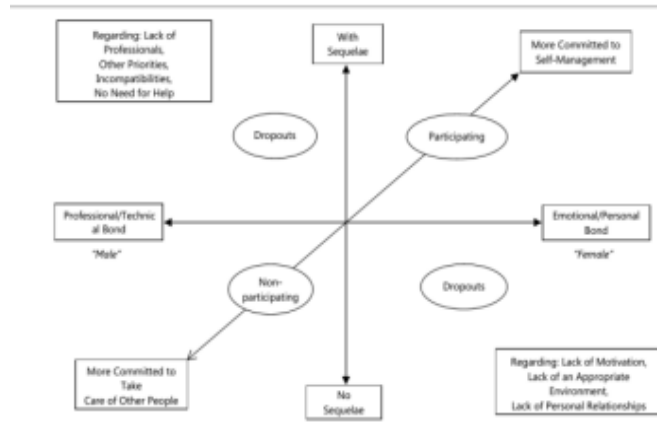 Regarding: Lack of
Professionals,
Other Priorities,
Incompatibilities,
No Need for Help
With
Sequelae
More Committed to
Self-Management
Dropouts
Participating
Professional/Technic
al Bond
"Male"
Emotional/Personal
Bond
"Female"
Non-
participating
Dropouts
More Committed to
Take
Care of Other People
No
Sequelae
Regarding: Lack of Motivation,
Lack of an Appropriate
Environment,
Lack of Personal Relationships